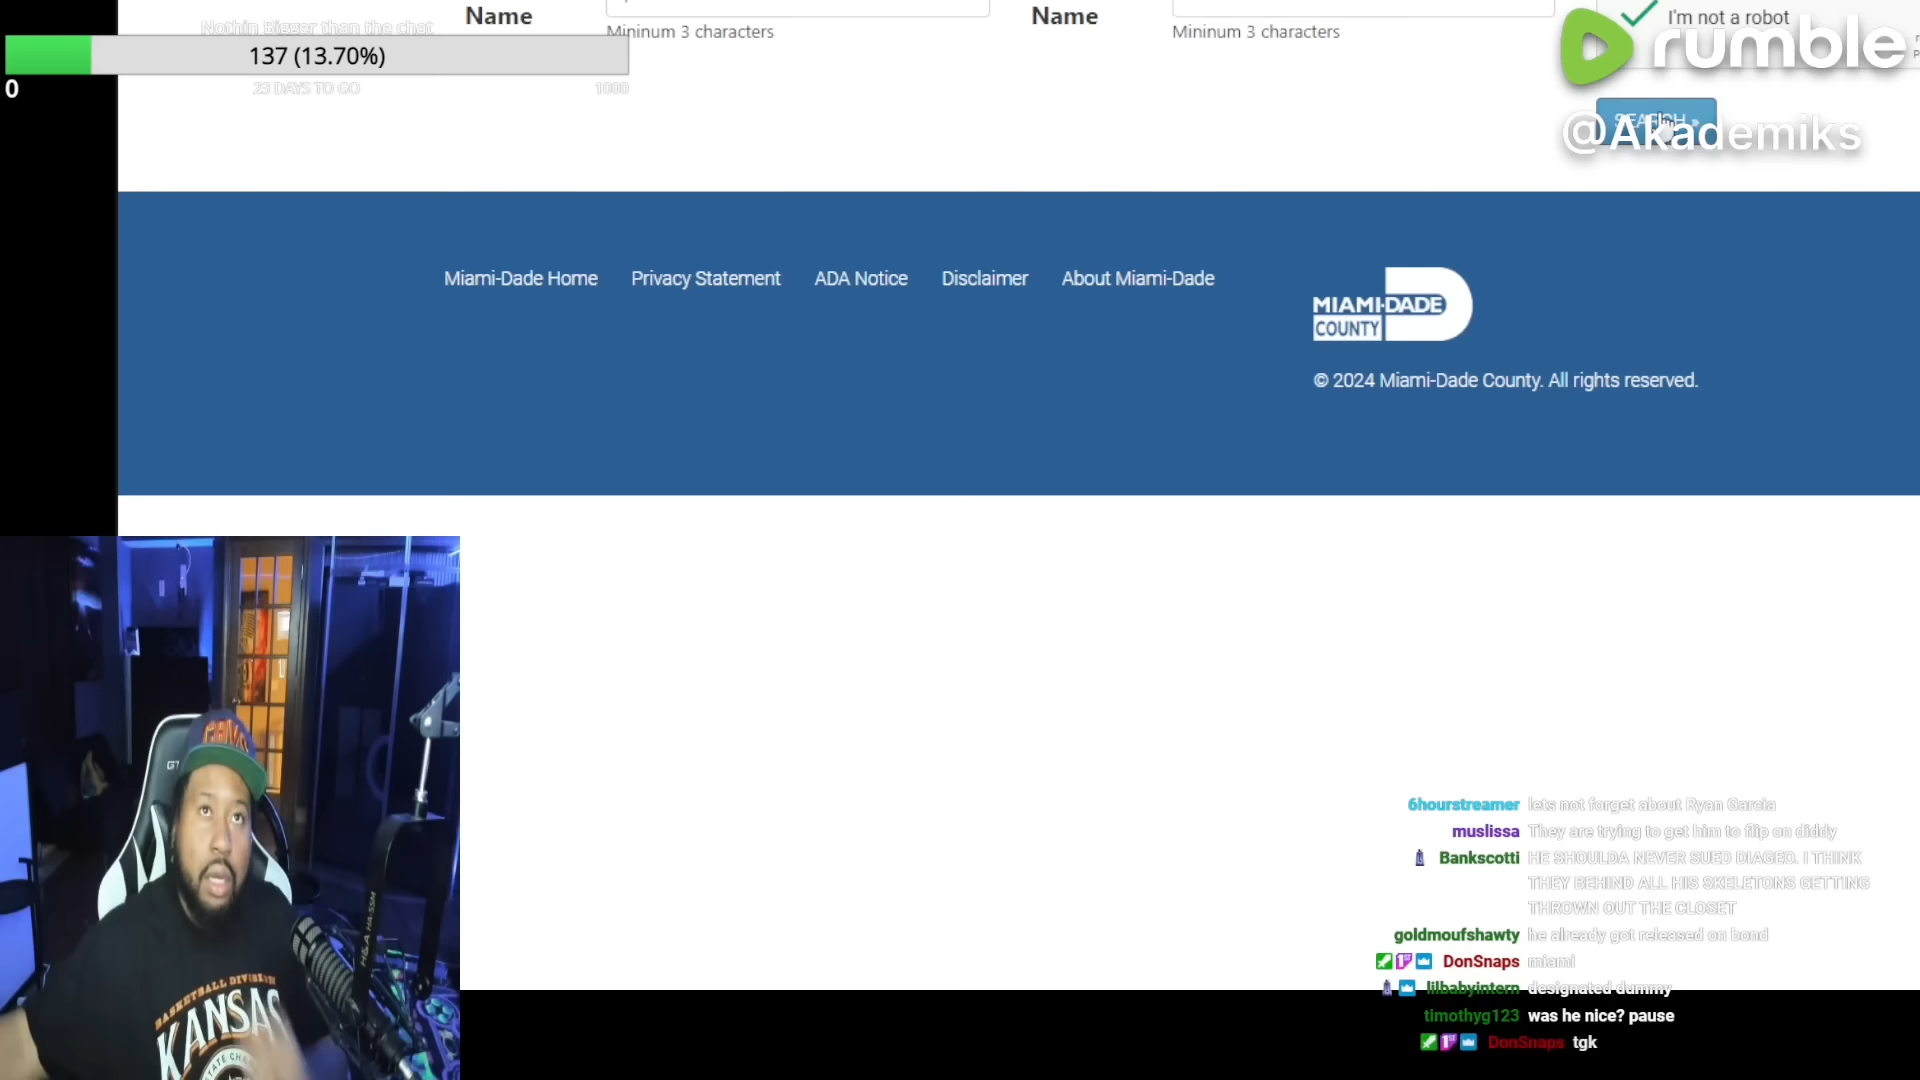 Name
Name
I'm not a robot
Nothin Bigger than the chat
Mininum 3 characters
Mininum 3 characters
137 (13.70%)
0
23 DAYS TO GO
1000
rumble
SEARCH »
@Akademiks
Miami-Dade Home
Privacy Statement
ADA Notice
Disclaimer
About Miami-Dade
MIAMI-DADE
COUNTY
© 2024 Miami-Dade County. All rights reserved.
6hourstreamer lets not forget about Ryan Garcia
muslissa They are trying to get him to flip on diddy
Bankscotti HE SHOULDA NEVER SUED DIAGEO. I THINK
THEY BEHIND ALL HIS SKELETONS GETTING
THROWN OUT THE CLOSET
goldmoufshawty he already got released on bond
DonSnaps miami
lilbabyintern designated dummy
timothyg123 was he nice? pause
DonSnaps tgk
BASKETBALL DIVISION
KANSAS